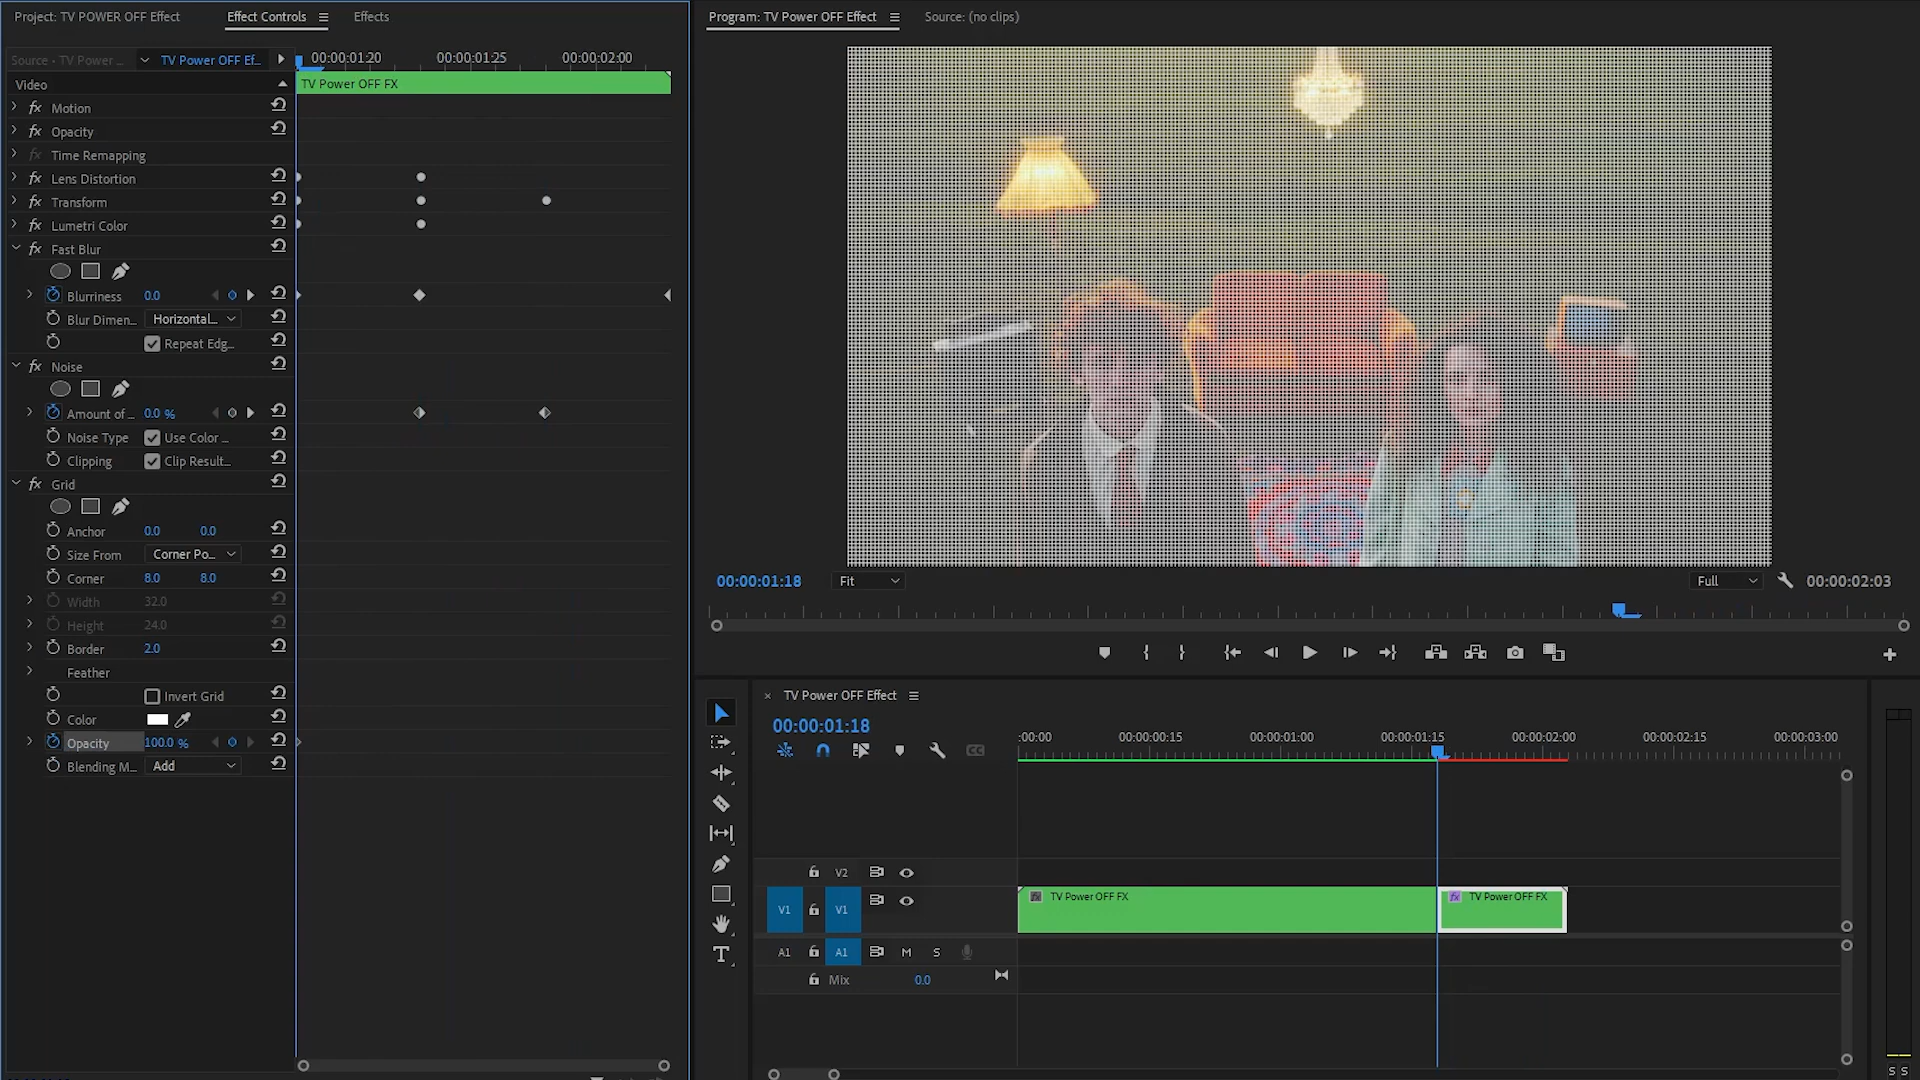 Project: TV POWER OFF Effect
Effect Controls
Effects
Source • TV Power ...
TV Power OFF Ef...
00:00:01:20
00:00:01:25
00:00:02:00
Video
TV Power OFF FX
fx Motion
fx Opacity
fx Time Remapping
fx Lens Distortion
fx Transform
fx Lumetri Color
fx Fast Blur
Blurriness 0.0
Blur Dimen... Horizontal...
Repeat Edg...
fx Noise
Amount of ... 0.0 %
Noise Type Use Color ...
Clipping Clip Result...
fx Grid
Anchor 0.0 0.0
Size From Corner Po...
Corner 8.0 8.0
Width 32.0
Height 24.0
Border 2.0
Feather
Invert Grid
Color
Opacity 100.0 %
Blending M... Add
Program: TV Power OFF Effect
Source: (no clips)
00:00:01:18
Fit
Full
00:00:02:03
× TV Power OFF Effect
00:00:01:18
:00:00
00:00:00:15
00:00:01:00
00:00:01:15
00:00:02:00
00:00:02:15
00:00:03:00
V2
V1 V1
fx TV Power OFF FX
fx TV Power OFF FX
A1 A1 M S
Mix 0.0
S S